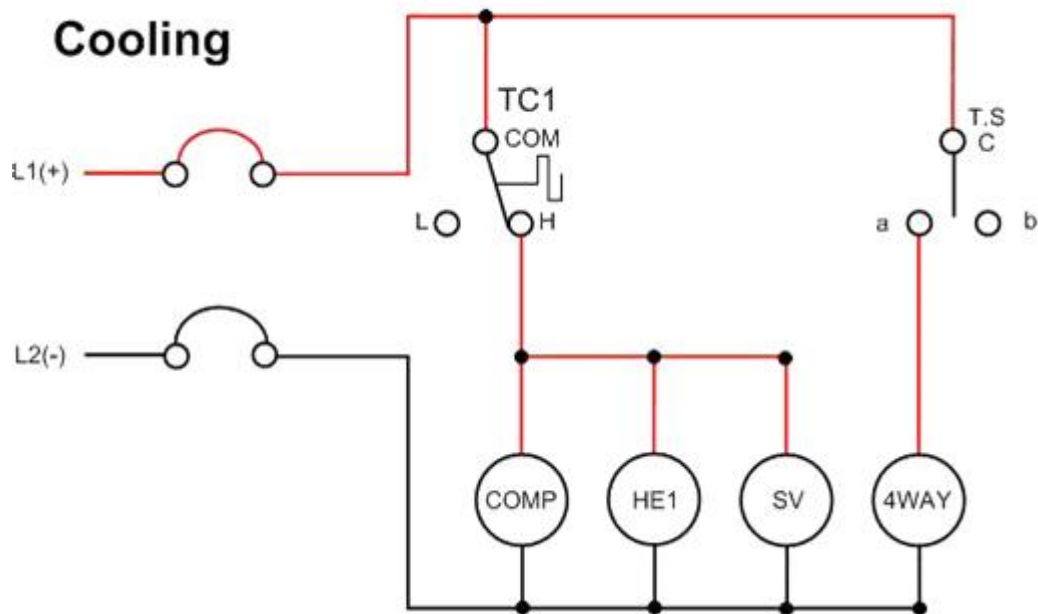 Cooling
TC1
COM
T.S
C
L1(+)
L
H
a
b
L2(-)
COMP
HE1
SV
4WAY